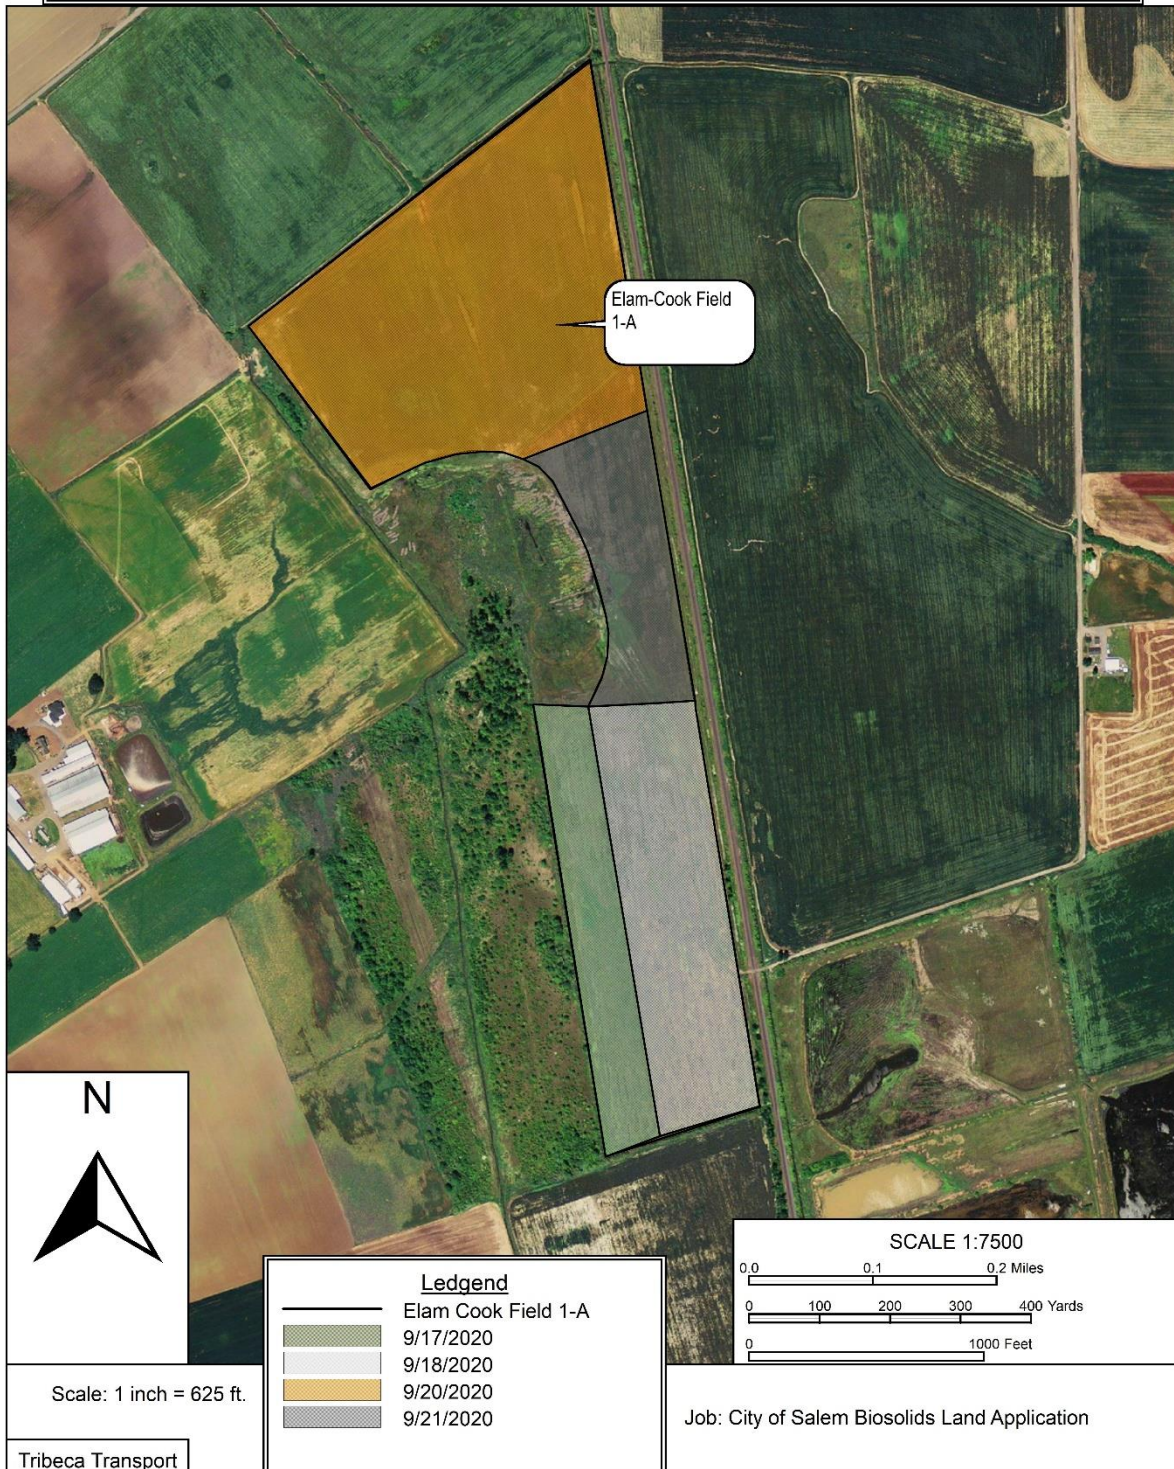 Elam-Cook Field
1-A
N
SCALE 1:7500
0.0 0.1 0.2 Miles
0 100 200 300 400 Yards
0 1000 Feet
Ledgend
Elam Cook Field 1-A
9/17/2020
9/18/2020
9/20/2020
9/21/2020
Scale: 1 inch = 625 ft.
Job: City of Salem Biosolids Land Application
Tribeca Transport